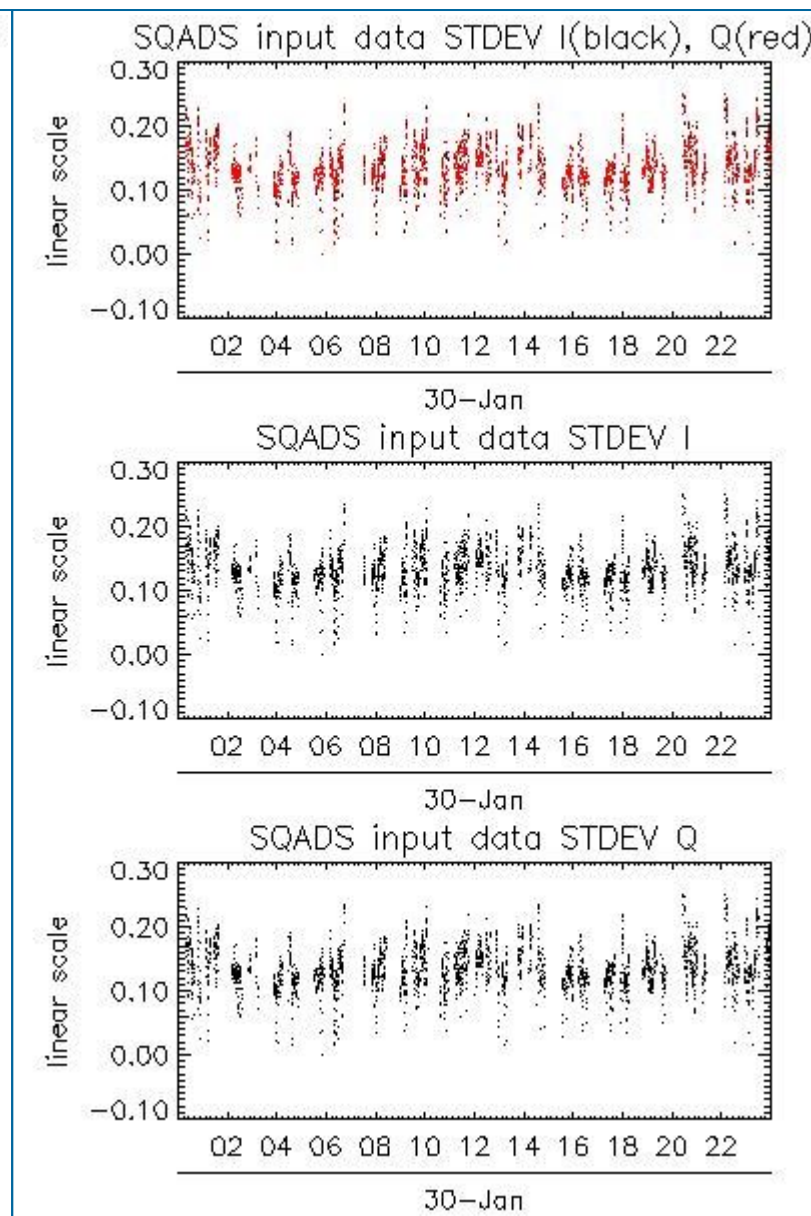 SQADS input data STDEV I(black), Q(red)
0.30
0.20
0.10
0.00
-0.10
linear scale
02 04 06 08 10 12 14 16 18 20 22
30-Jan
SQADS input data STDEV I
0.30
0.20
0.10
0.00
-0.10
linear scale
02 04 06 08 10 12 14 16 18 20 22
30-Jan
SQADS input data STDEV Q
0.30
0.20
0.10
0.00
-0.10
linear scale
02 04 06 08 10 12 14 16 18 20 22
30-Jan